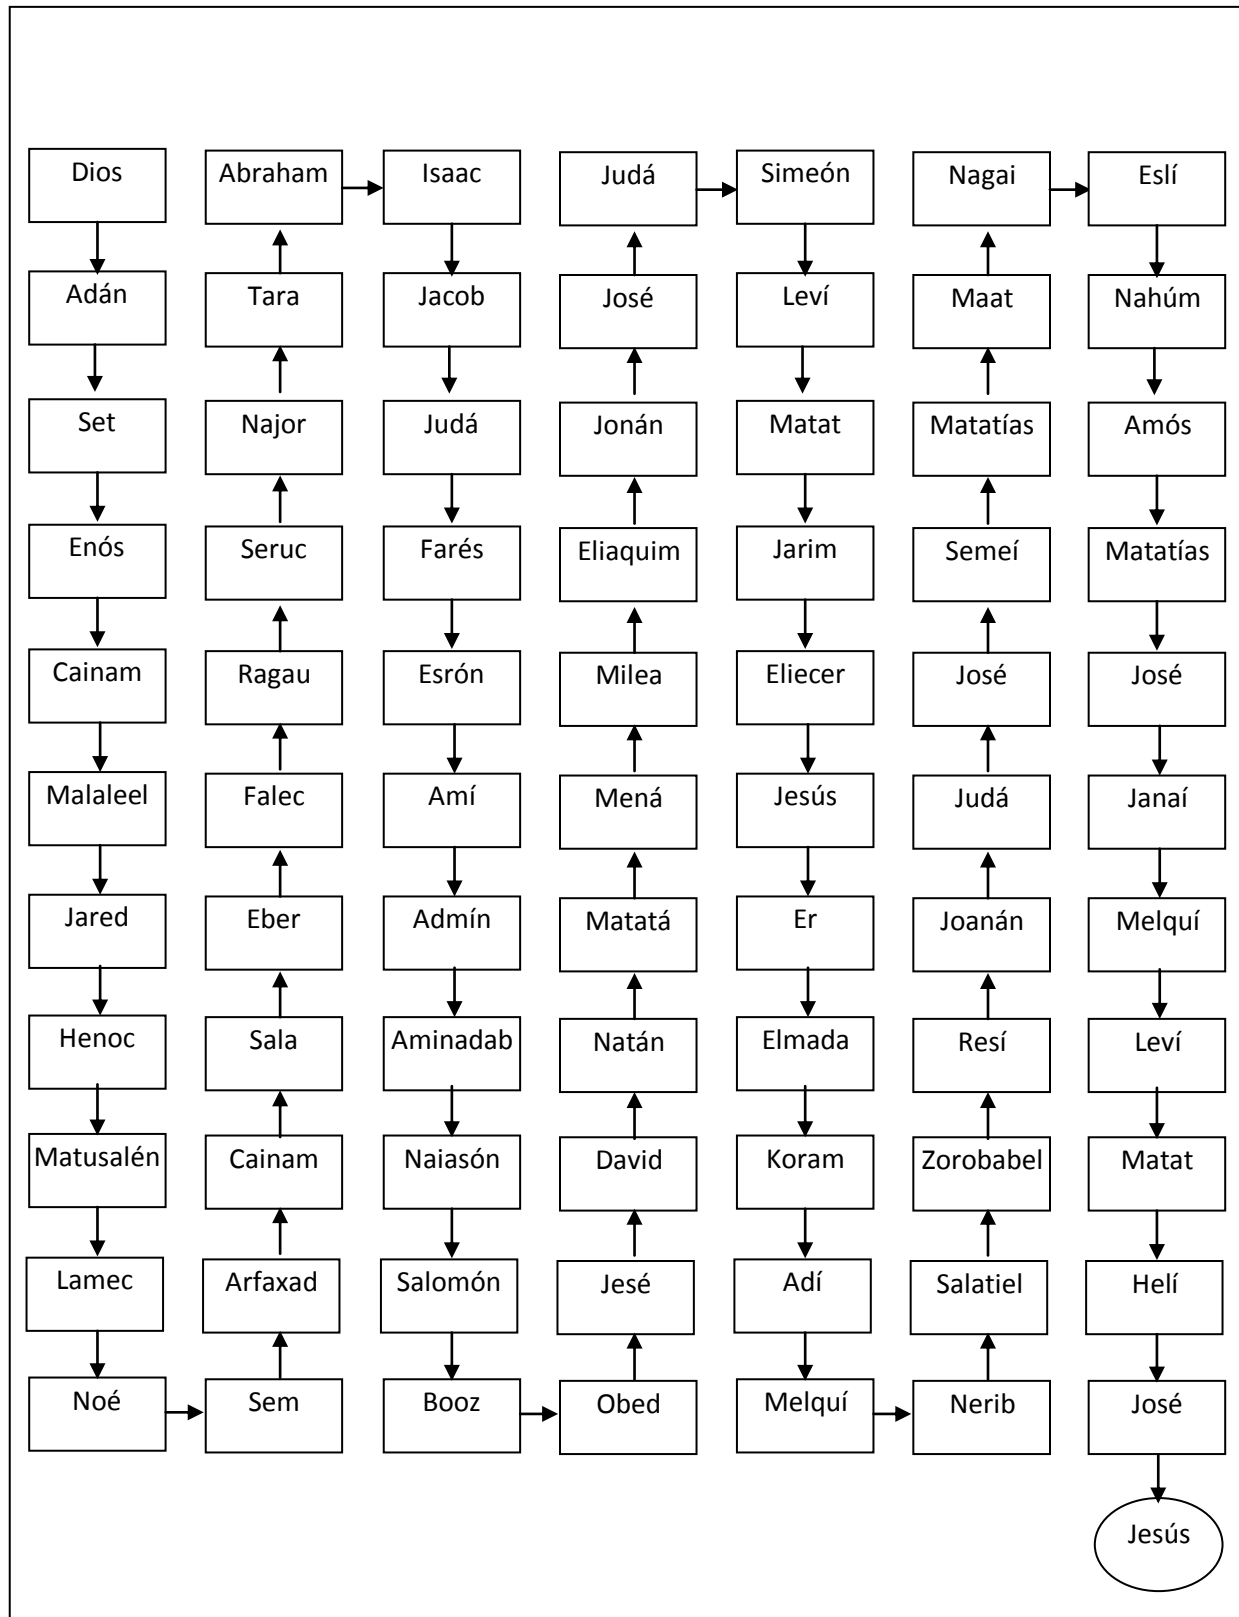 Dios
Abraham
Isaac
Judá
Simeón
Nagai
Eslí
Adán
Tara
Jacob
José
Leví
Maat
Nahúm
Set
Najor
Judá
Jonán
Matat
Matatías
Amós
Enós
Seruc
Farés
Eliaquim
Jarim
Semeí
Matatías
Cainam
Ragau
Esrón
Milea
Eliecer
José
José
Malaleel
Falec
Amí
Mená
Jesús
Judá
Janaí
Jared
Eber
Admín
Matatá
Er
Joanán
Melquí
Henoc
Sala
Aminadab
Natán
Elmada
Resí
Leví
Matusalén
Cainam
Naiasón
David
Koram
Zorobabel
Matat
Lamec
Arfaxad
Salomón
Jesé
Adí
Salatiel
Helí
Noé
Sem
Booz
Obed
Melquí
Nerib
José
Jesús